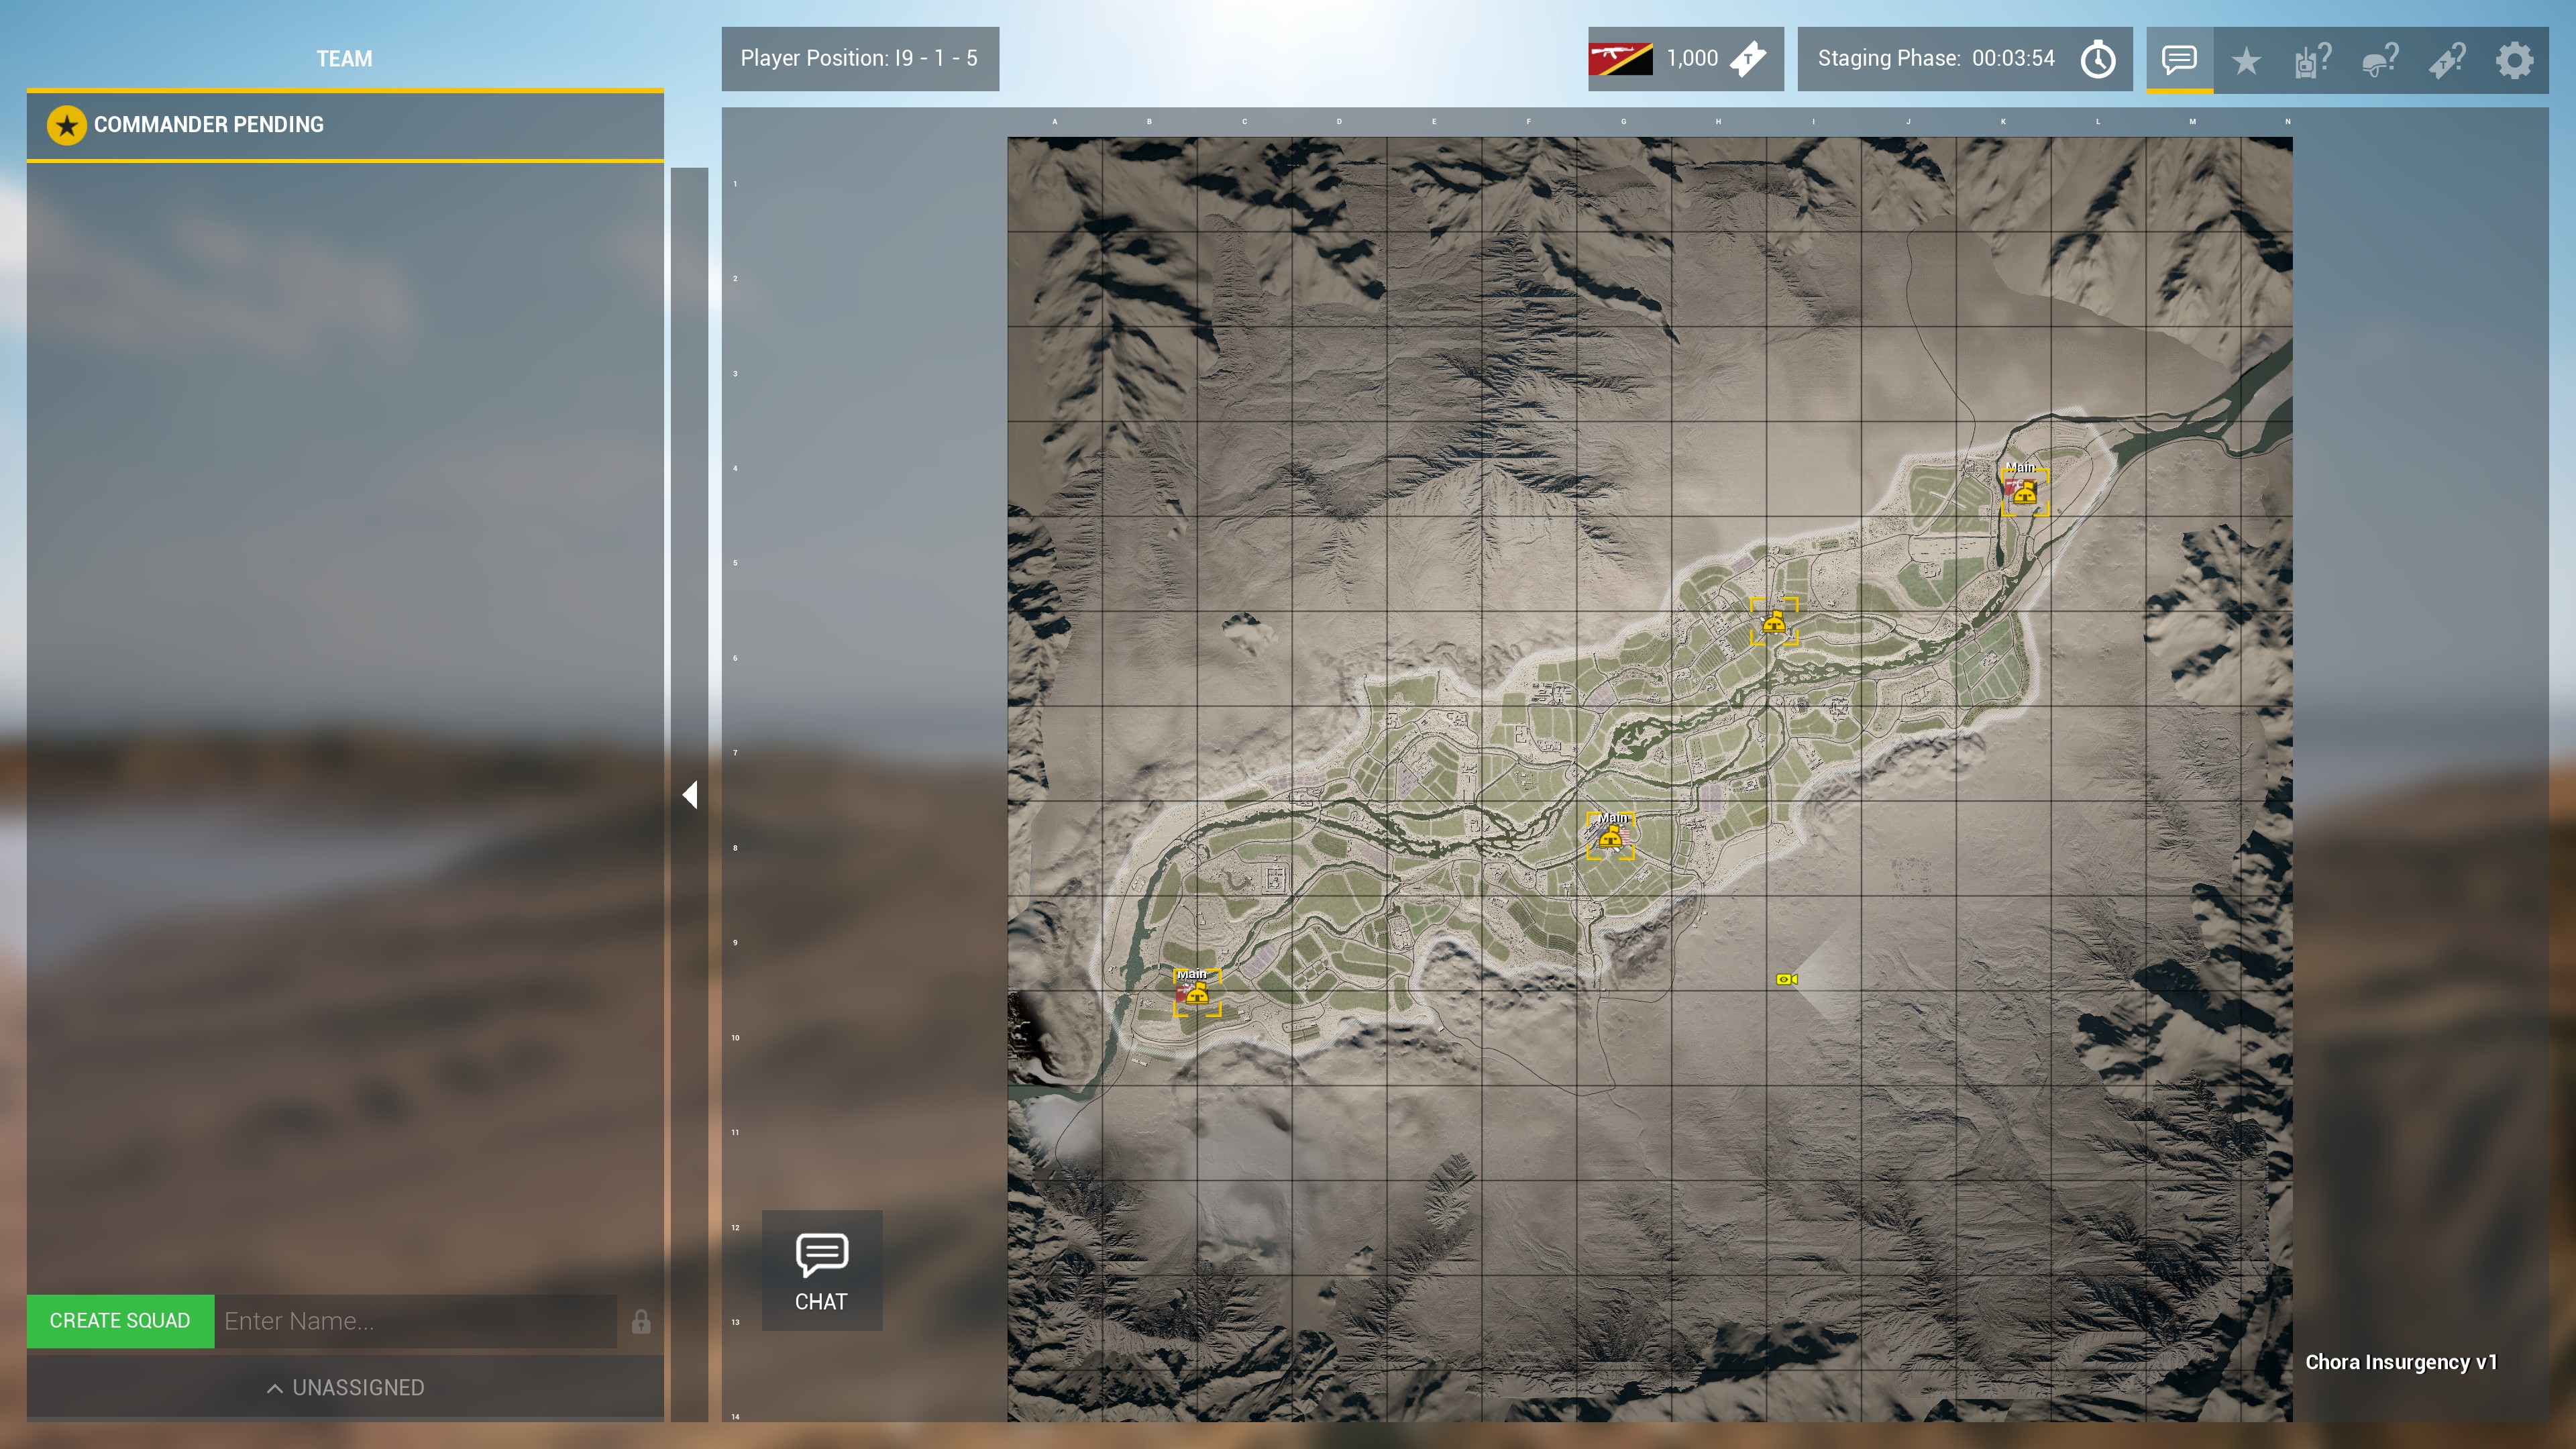 TEAM
Player Position: I9 - 1 - 5
1,000
T
Staging Phase: 00:03:54
?
?
T?
COMMANDER PENDING
A B C D E F G H I J K L M N
1
2
3
4
Main
5
6
7
8
Main
9
Main
10
11
12
CHAT
13
CREATE SQUAD
Enter Name...
Chora Insurgency v1
UNASSIGNED
14